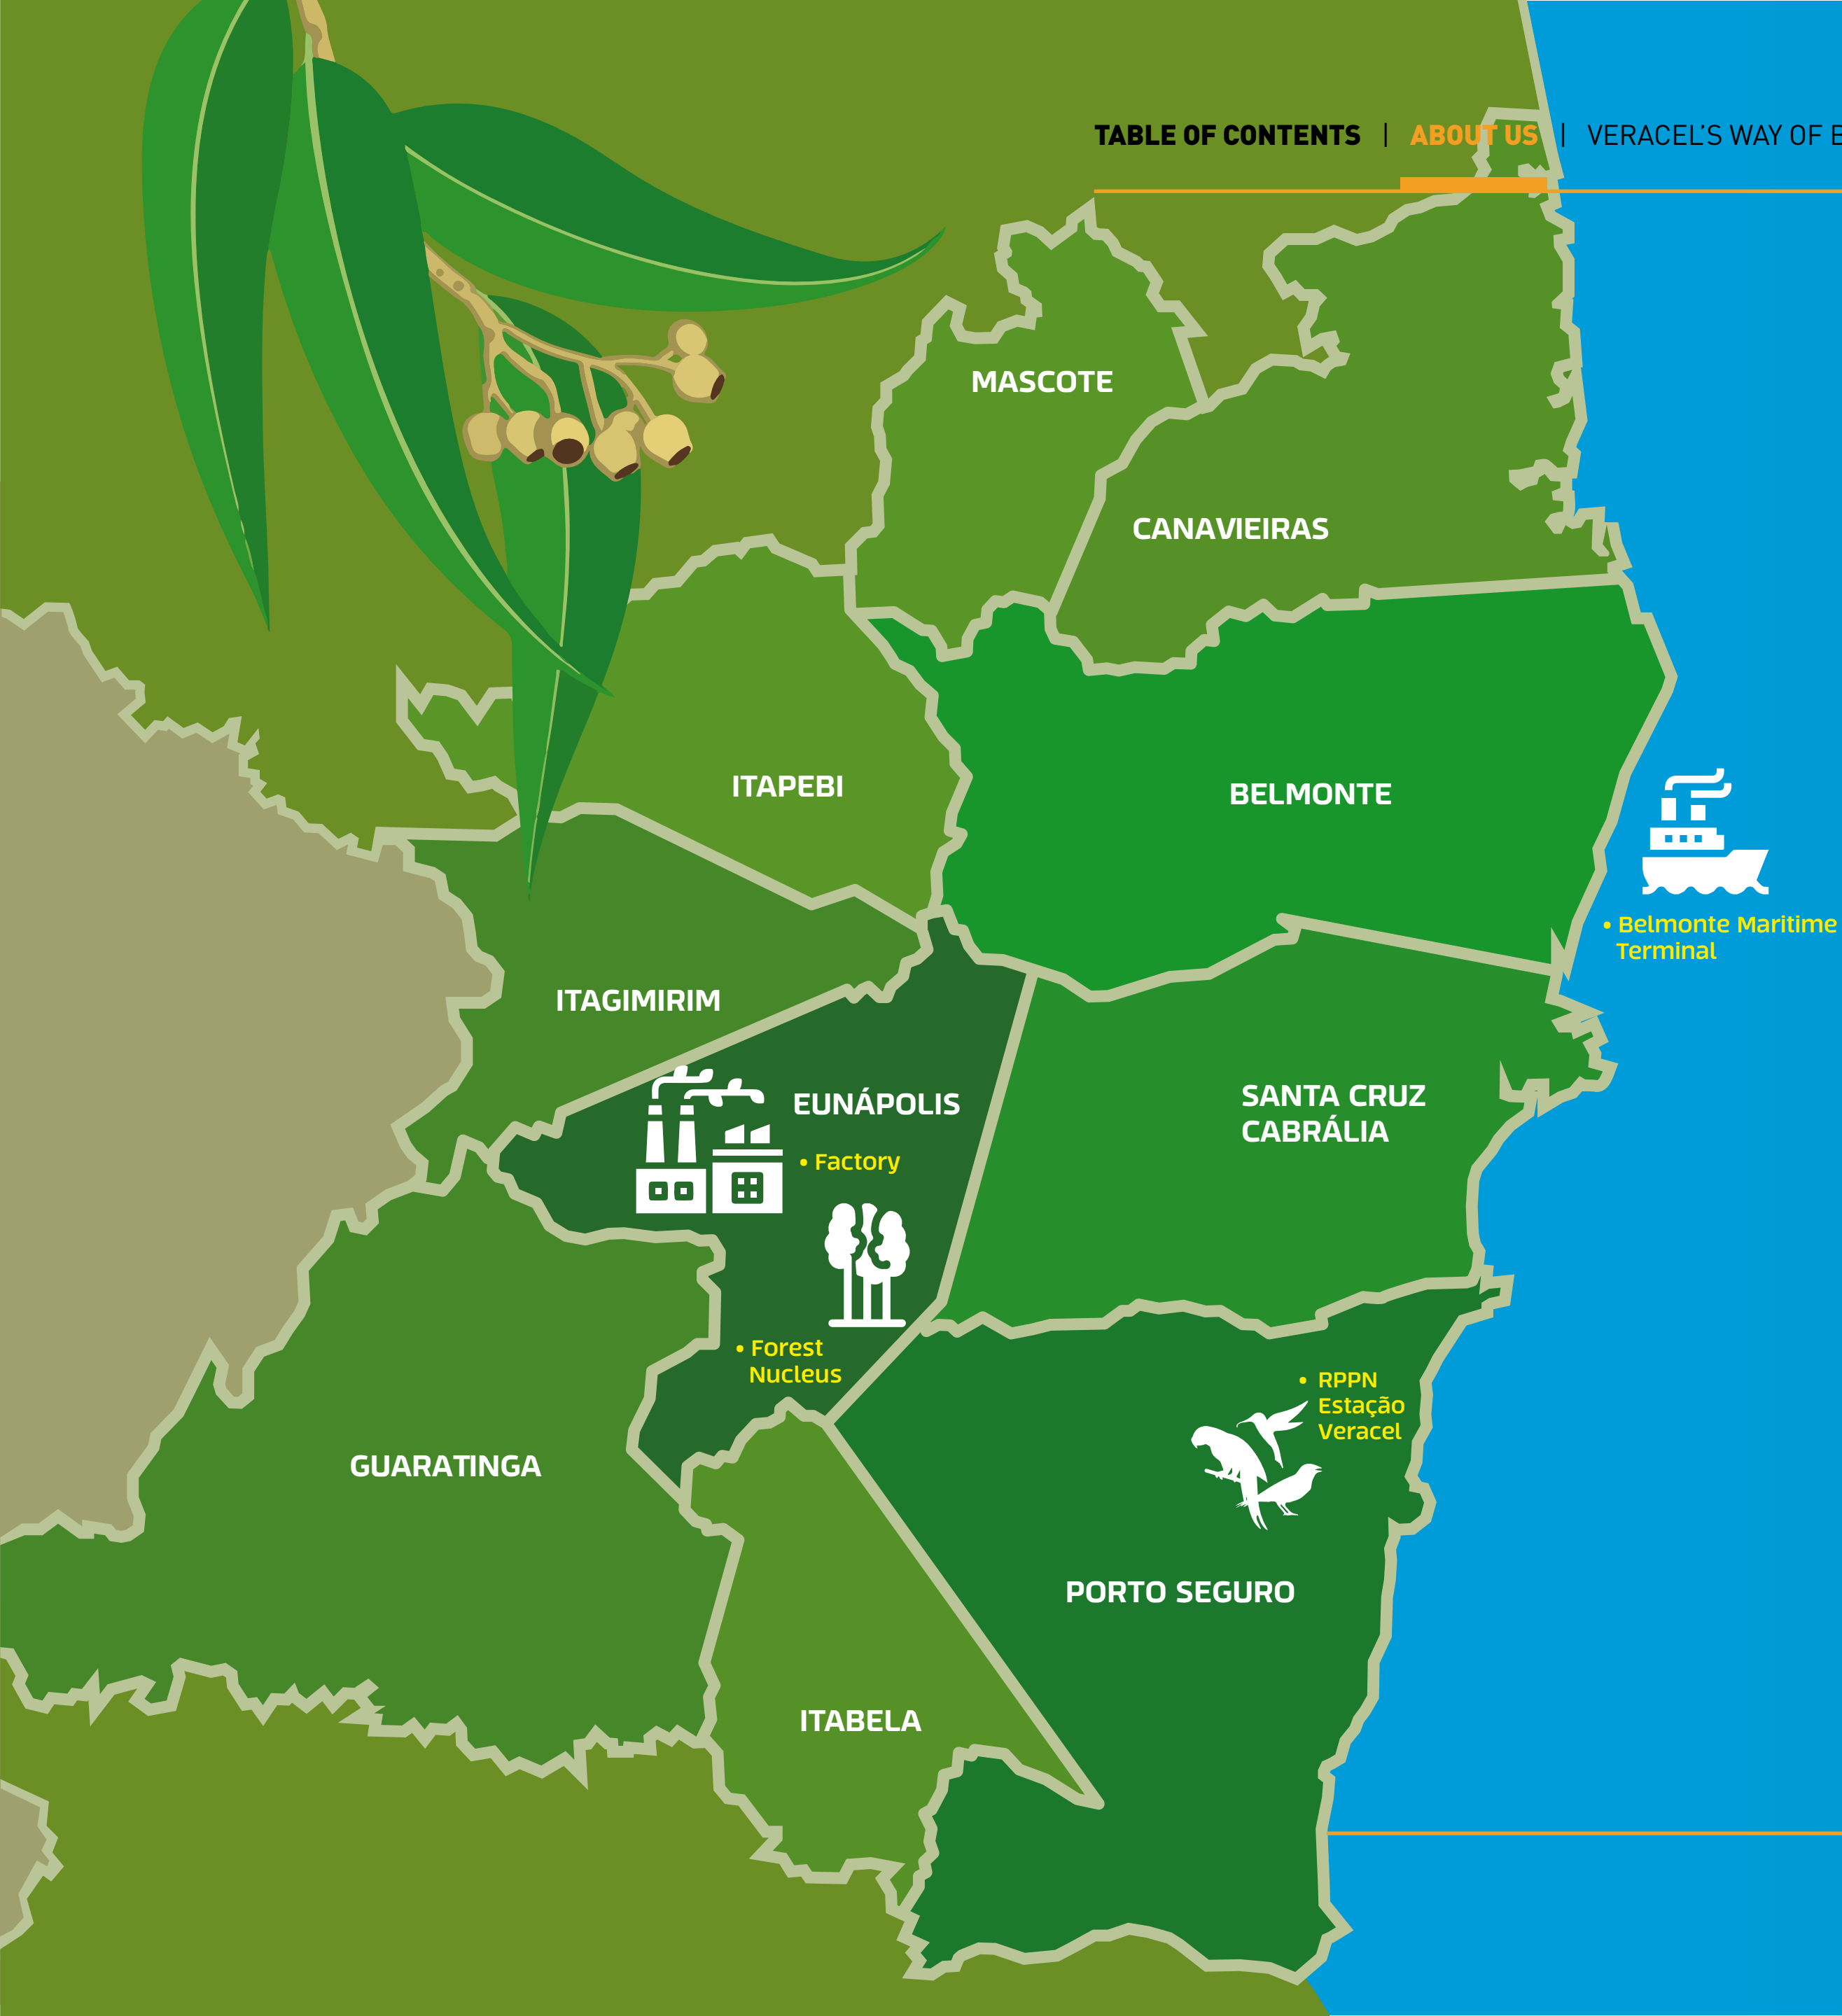 TABLE OF CONTENTS | ABOUT US | VERACEL'S WAY OF
MASCOTE
CANAVIEIRAS
ITAPEBI
BELMONTE
• Belmonte Maritime
Terminal
ITAGIMIRIM
EUNÁPOLIS
• Factory
SANTA CRUZ
CABRÁLIA
• Forest
Nucleus
• RPPN
Estação
Veracel
GUARATINGA
PORTO SEGURO
ITABELA